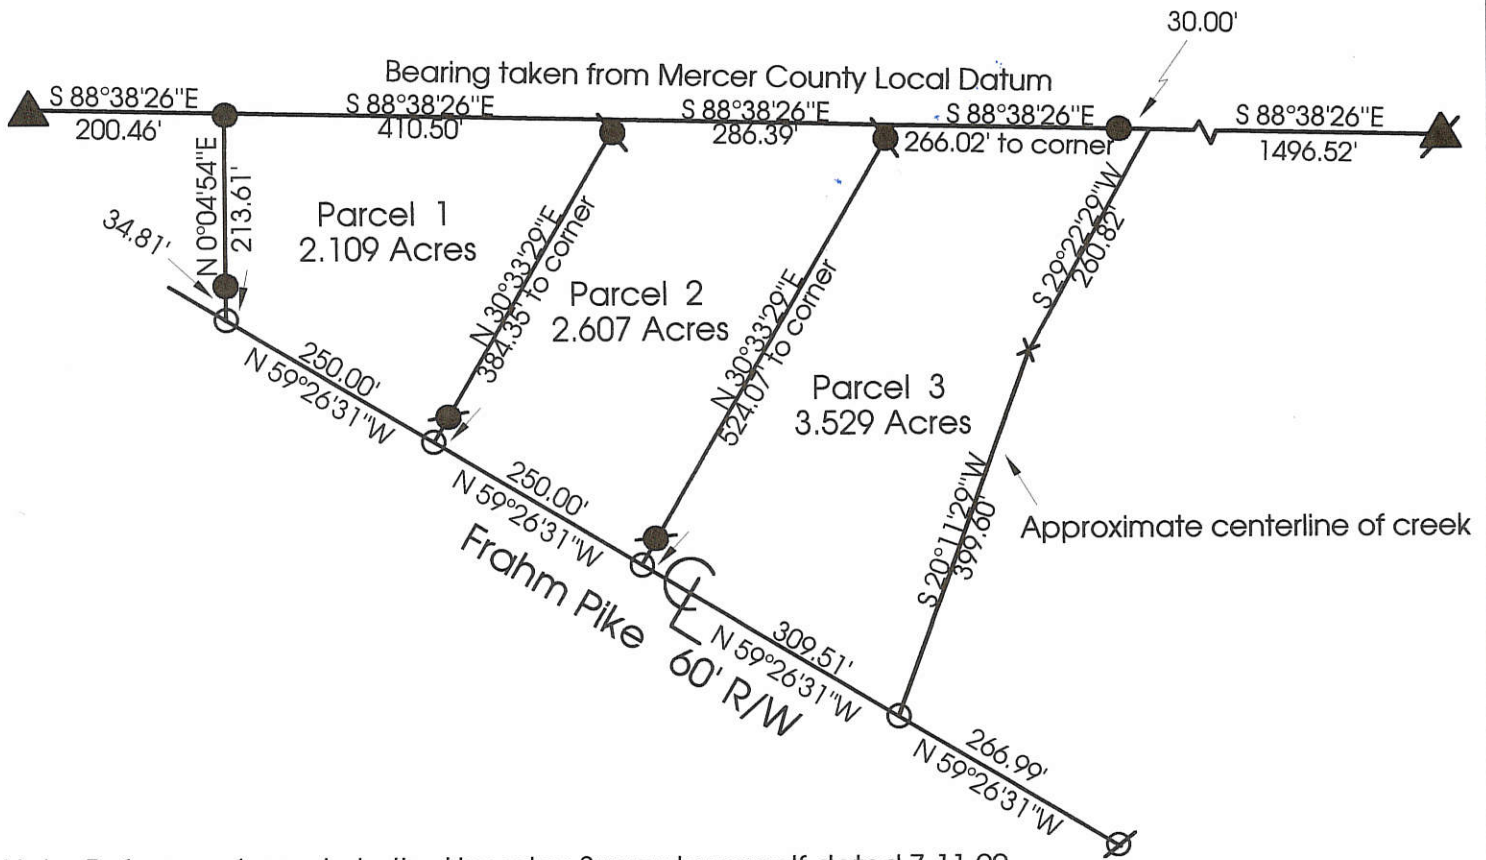 30.00'
Bearing taken from Mercer County Local Datum
S 88°38'26"E
200.46'
S 88°38'26"E
410.50'
S 88°38'26"E
286.39'
S 88°38'26"E
266.02' to corner
S 88°38'26"E
1496.52'
N 0°04'54"E
213.61'
34.81'
Parcel 1
2.109 Acres
N 30°33'29"E
384.35' to corner
Parcel 2
2.607 Acres
N 30°33'29"E
524.07' to corner
Parcel 3
3.529 Acres
S 29°22'29"W
260.82'
S 20°11'29"W
399.60'
Approximate centerline of creek
250.00'
N 59°26'31"W
250.00'
N 59°26'31"W
Frahm Pike 60' R/W
309.51'
N 59°26'31"W
266.99'
N 59°26'31"W